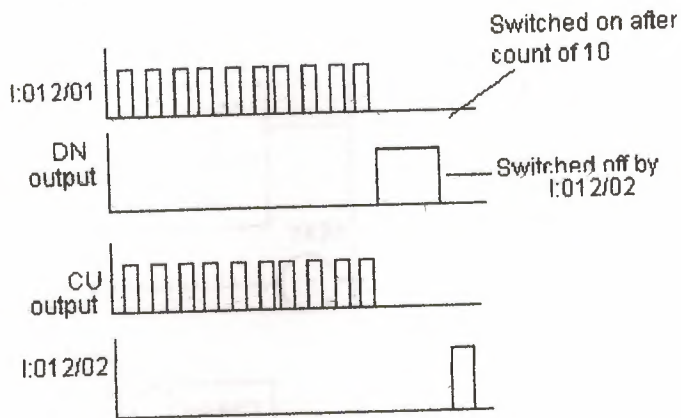 Switched on after
count of 10
I:012/01
DN
output
Switched off by
I:012/02
CU
output
I:012/02